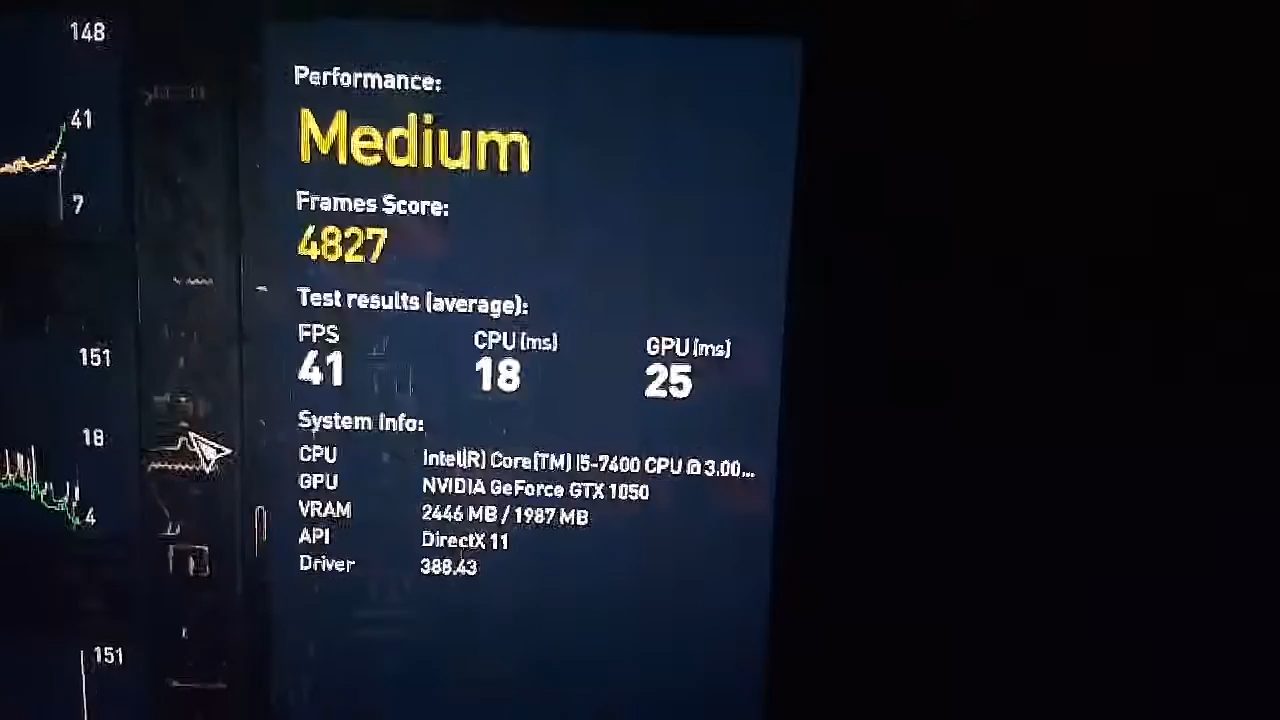 148
41
7
151
18
4
151
Performance:
Medium
Frames Score:
4827
Test results (average):
FPS CPU (ms) GPU (ms)
41 18 25
System Info:
CPU Intel(R) Core(TM) i5-7400 CPU @ 3.00...
GPU NVIDIA GeForce GTX 1050
VRAM 2446 MB / 1987 MB
API DirectX 11
Driver 388.43